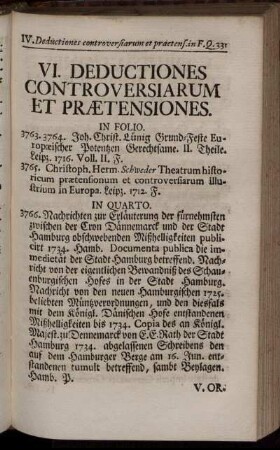 IV. Deductiones controversiarum et praetens. in F. Q. 231
VI. DEDUCTIONES
CONTROVERSIARUM
ET PRÆTENSIONES.
IN FOLIO.
3763. 3764. Joh. Christ. Lünig Grund-Feste Eu-
ropæischer Potentzen Gerechtsame. II. Theile.
Leipz. 1716. Voll. II. F.
3765. Christoph. Herm. Schweder Theatrum histo-
ricum prætensionum et controversiarum illu-
strium in Europa. Leipz. 1712. F.
IN QUARTO.
3766. Nachrichten zur Erläuterung der fürnehmsten
zwischen der Cron Dännemarck und der Stadt
Hamburg obschwebenden Mißhelligkeiten publi-
cirt 1734. Hamb. Documenta publica die im-
medietät der Stadt Hamburg betreffend. Nach-
richt von der eigentlichen Bewandniß des Schau-
enburgischen Hofes in der Stadt Hamburg.
Nachricht von den neuen Hamburgischen 1725.
beliebten Müntzverordnungen, und den diesfals
mit dem Königl. Dänischen Hofe entstandenen
Mißhelligkeiten bis 1734. Copia des an Königl.
Majest. zu Dennemarck von E. E. Rath der Stadt
Hamburg 1734. abgelassenen Schreibens den
auf dem Hamburger Berge am 16. Jun. ent-
standenen tumult betreffend, sambt Beylagen.
Hamb. P.
V. OR-